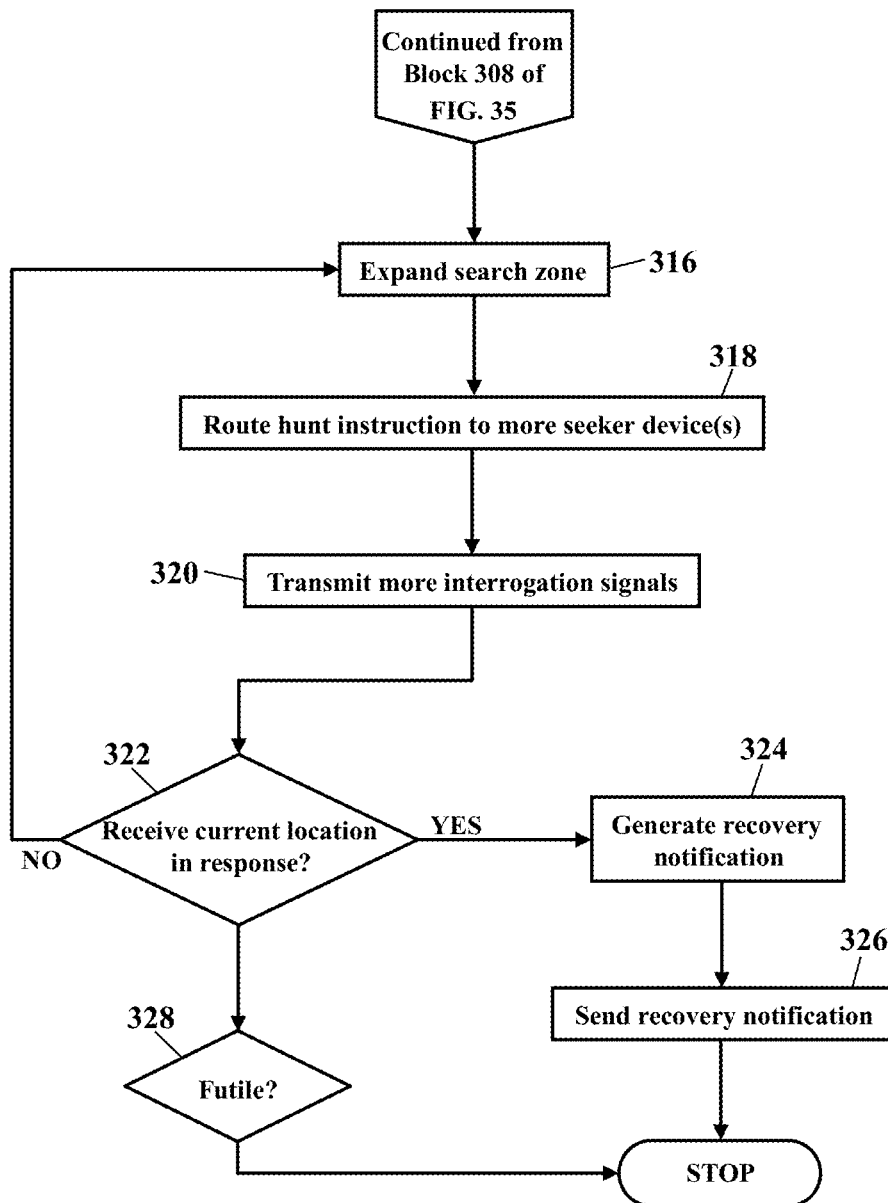 Continued from
Block 308 of
FIG. 35
Expand search zone
316
318
Route hunt instruction to more seeker device(s)
320
Transmit more interrogation signals
322
Receive current location
in response?
NO
YES
324
Generate recovery
notification
326
Send recovery notification
328
Futile?
STOP